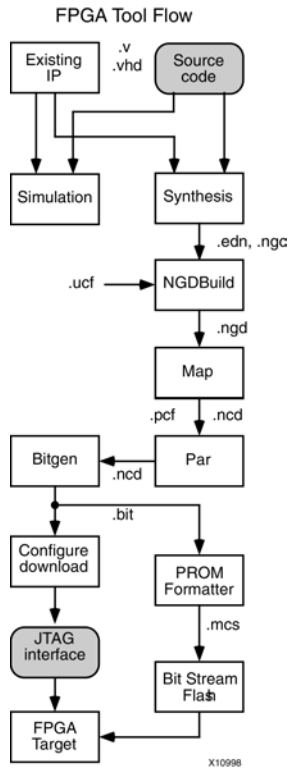 FPGA Tool Flow
Existing
IP
.v
.vhd
Source
code
Simulation
Synthesis
.edn, .ngc
.ucf
NGDBuild
.ngd
Map
.pcf
.ncd
Bitgen
.ncd
Par
.bit
Configure
download
PROM
Formatter
.mcs
JTAG
interface
Bit Stream
Flash
FPGA
Target
X10998